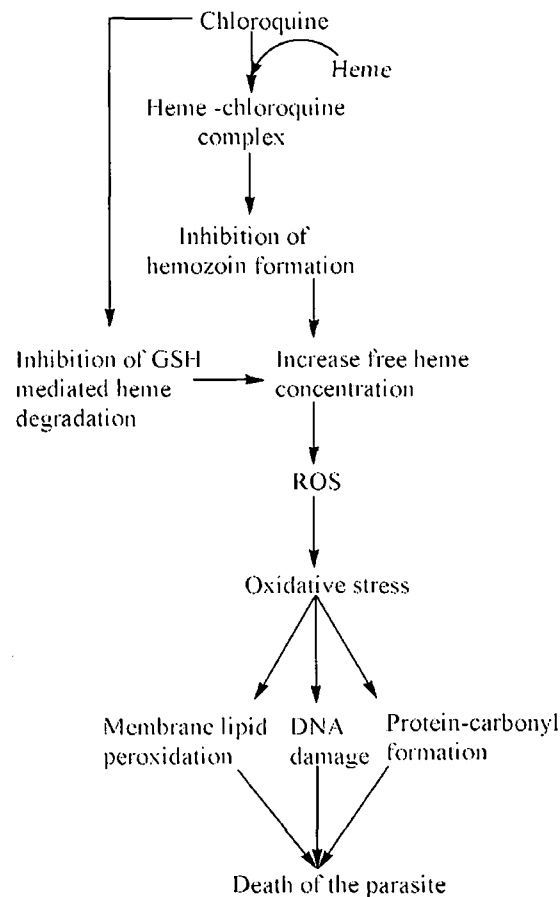 Chloroquine
Heme
Heme -chloroquine
complex
Inhibition of
hemozoin formation
Inhibition of GSH
mediated heme
degradation
Increase free heme
concentration
ROS
Oxidative stress
Membrane lipid
peroxidation
DNA
damage
Protein-carbonyl
formation
Death of the parasite